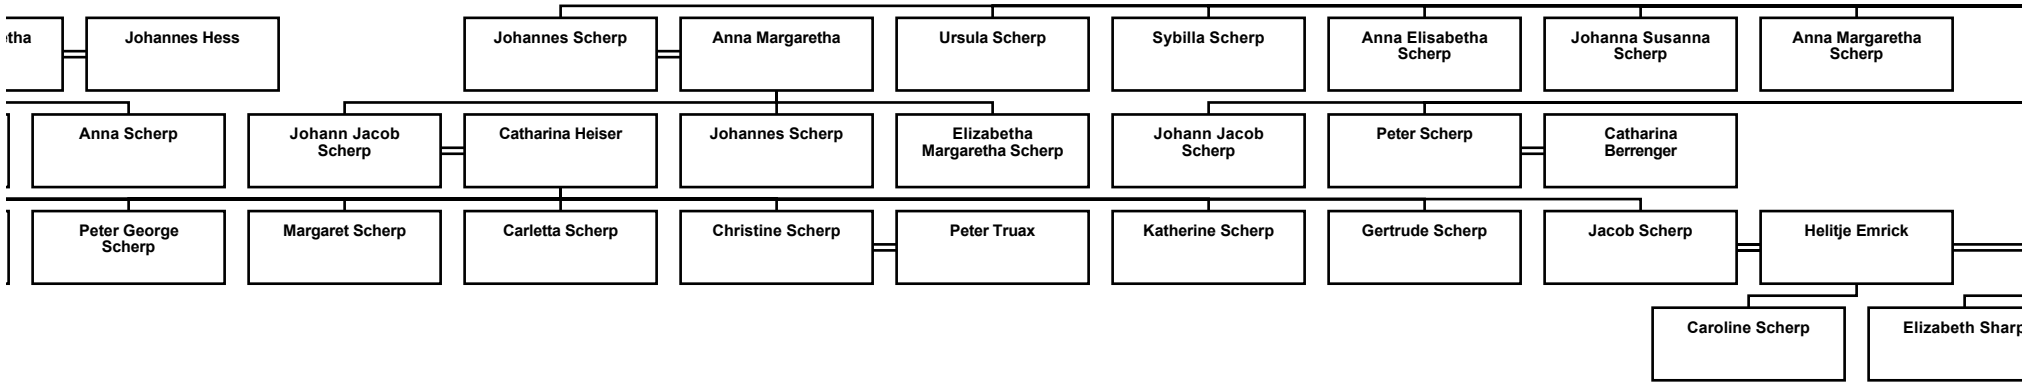 Johannes Hess
Johannes Scherp
Anna Margaretha
Ursula Scherp
Sybilla Scherp
Anna Elisabetha
Scherp
Johanna Susanna
Scherp
Anna Margaretha
Scherp
Anna Scherp
Johann Jacob
Scherp
Catharina Heiser
Johannes Scherp
Elizabetha
Margaretha Scherp
Johann Jacob
Scherp
Peter Scherp
Catharina
Berrenger
Peter George
Scherp
Margaret Scherp
Carletta Scherp
Christine Scherp
Peter Truax
Katherine Scherp
Gertrude Scherp
Jacob Scherp
Helitje Emrick
Caroline Scherp
Elizabeth Sharp